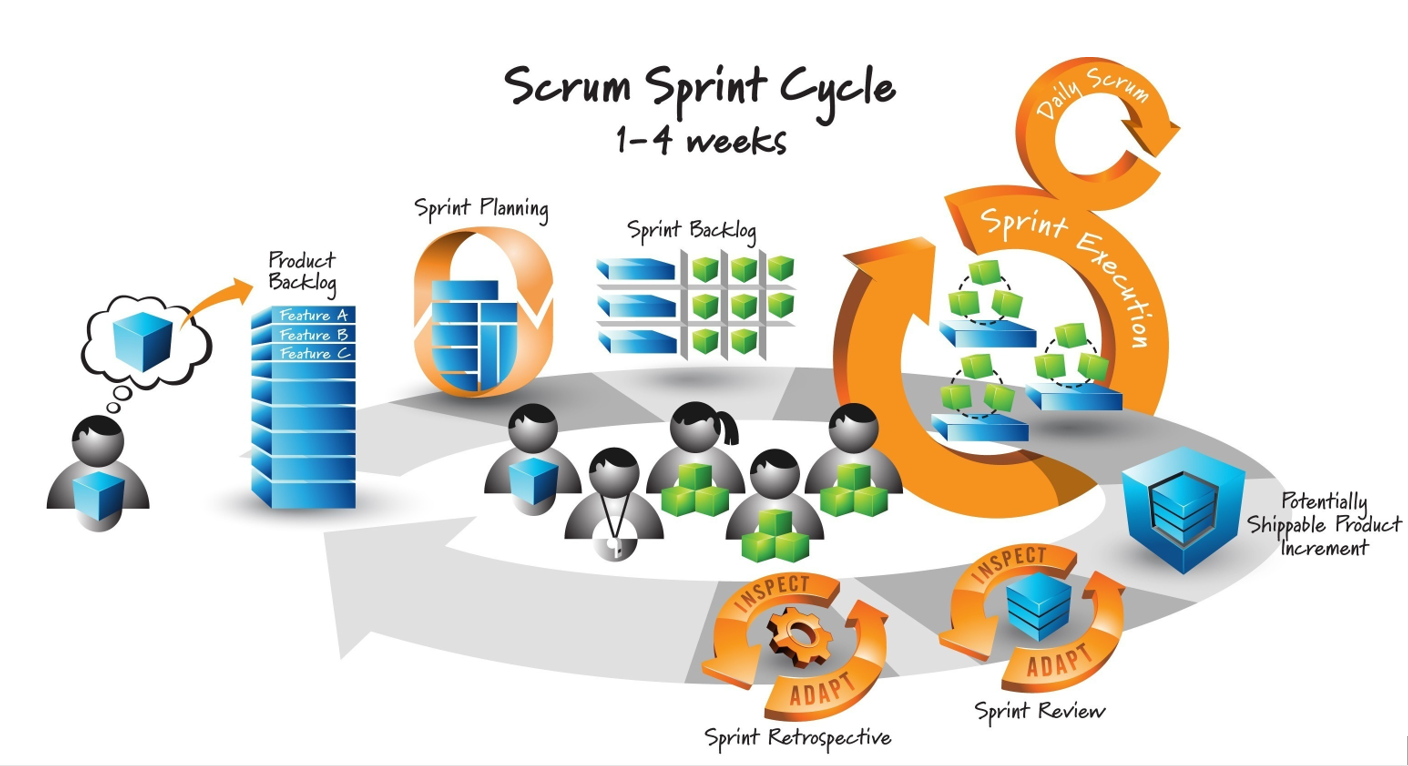 Scrum Sprint Cycle
1-4 weeks
Daily Scrum
Sprint Execution
Sprint Planning
Sprint Backlog
Product
Backlog
Feature A
Feature B
Feature C
Potentially
Shippable Product
Increment
INSPECT
ADAPT
Sprint Review
INSPECT
ADAPT
Sprint Retrospective